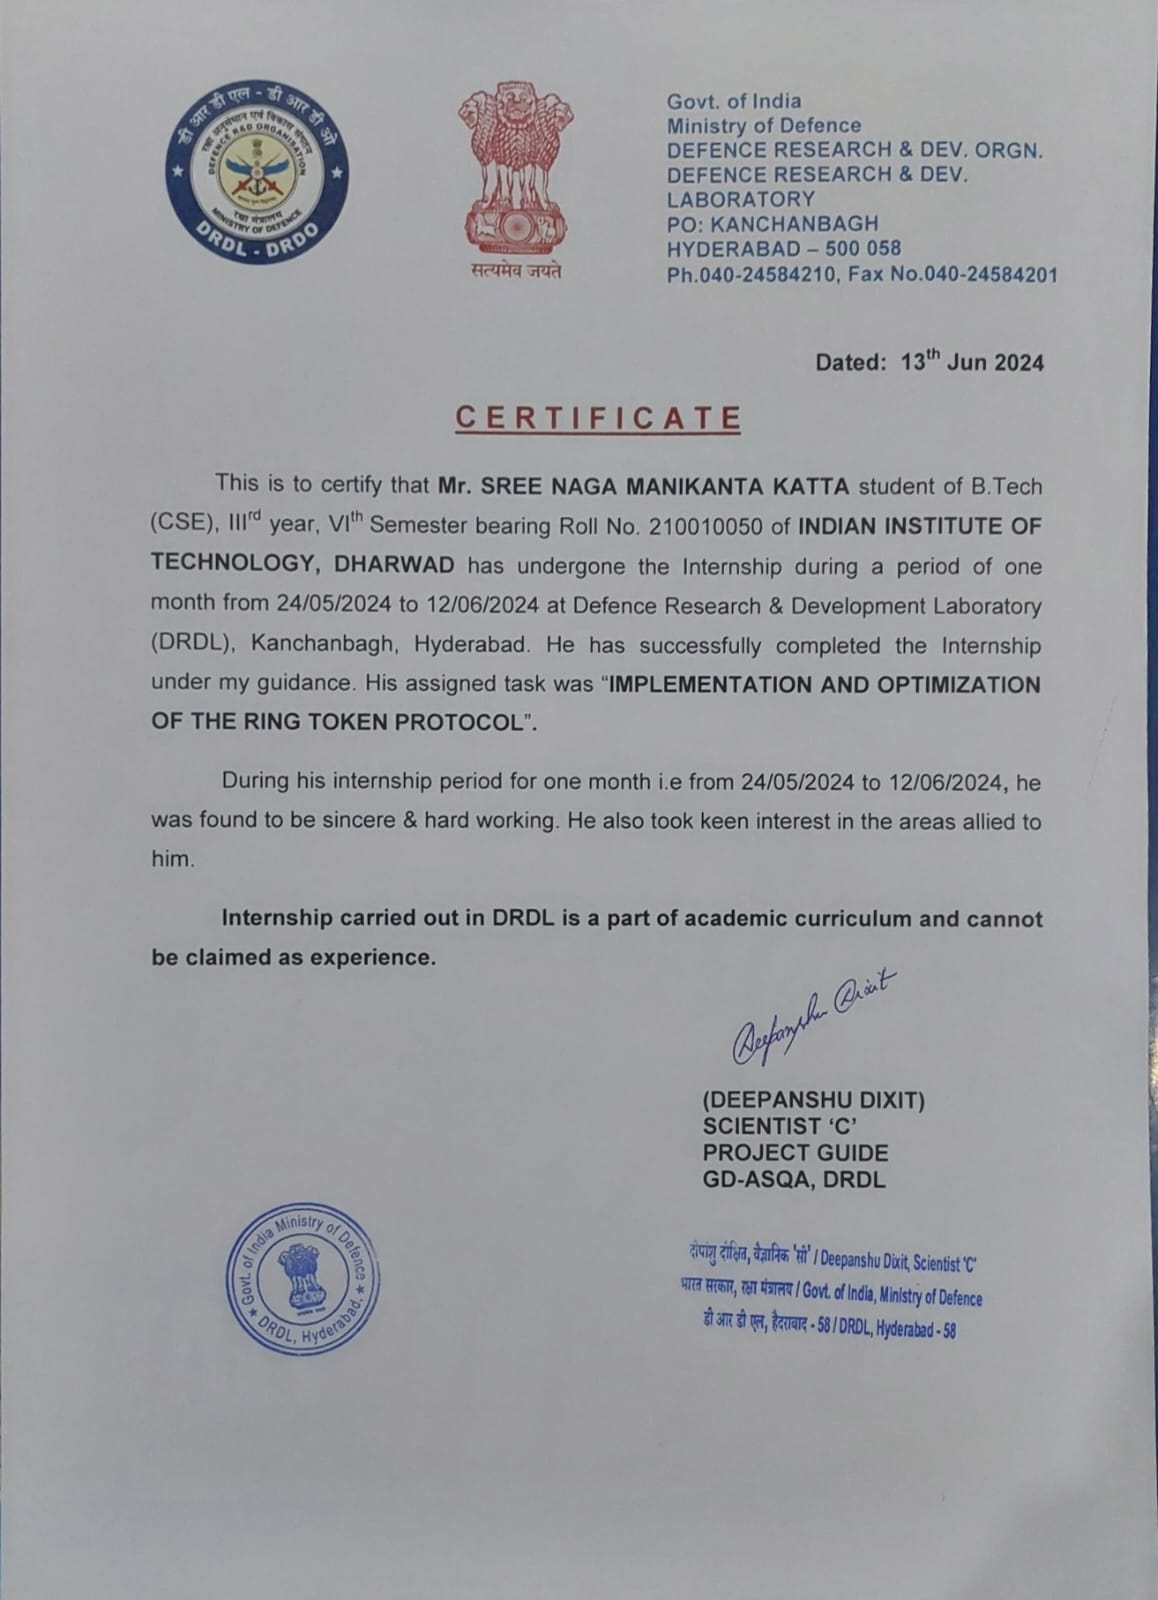 डी आर डी एल - डी आर डी ओ
रक्षा अनुसंधान एवं विकास संगठन
DEFENCE R&D ORGANISATION
रक्षा मंत्रालय
MINISTRY OF DEFENCE
DRDL - DRDO
सत्यमेव जयते
Govt. of India
Ministry of Defence
DEFENCE RESEARCH & DEV. ORGN.
DEFENCE RESEARCH & DEV.
LABORATORY
PO: KANCHANBAGH
HYDERABAD – 500 058
Ph.040-24584210, Fax No.040-24584201
Dated: 13th Jun 2024
CERTIFICATE
This is to certify that Mr. SREE NAGA MANIKANTA KATTA student of B.Tech
(CSE), IIIrd year, VIth Semester bearing Roll No. 210010050 of INDIAN INSTITUTE OF
TECHNOLOGY, DHARWAD has undergone the Internship during a period of one
month from 24/05/2024 to 12/06/2024 at Defence Research & Development Laboratory
(DRDL), Kanchanbagh, Hyderabad. He has successfully completed the Internship
under my guidance. His assigned task was “IMPLEMENTATION AND OPTIMIZATION
OF THE RING TOKEN PROTOCOL”.
During his internship period for one month i.e from 24/05/2024 to 12/06/2024, he
was found to be sincere & hard working. He also took keen interest in the areas allied to
him.
Internship carried out in DRDL is a part of academic curriculum and cannot
be claimed as experience.
Deepanshu Dixit
(DEEPANSHU DIXIT)
SCIENTIST ‘C’
PROJECT GUIDE
GD-ASQA, DRDL
Govt. of India Ministry of Defence
★ DRDL, Hyderabad. ★
दीपांशु दीक्षित, वैज्ञानिक 'सी' / Deepanshu Dixit, Scientist 'C'
भारत सरकार, रक्षा मंत्रालय / Govt. of India, Ministry of Defence
डी आर डी एल, हैदराबाद - 58 / DRDL, Hyderabad - 58